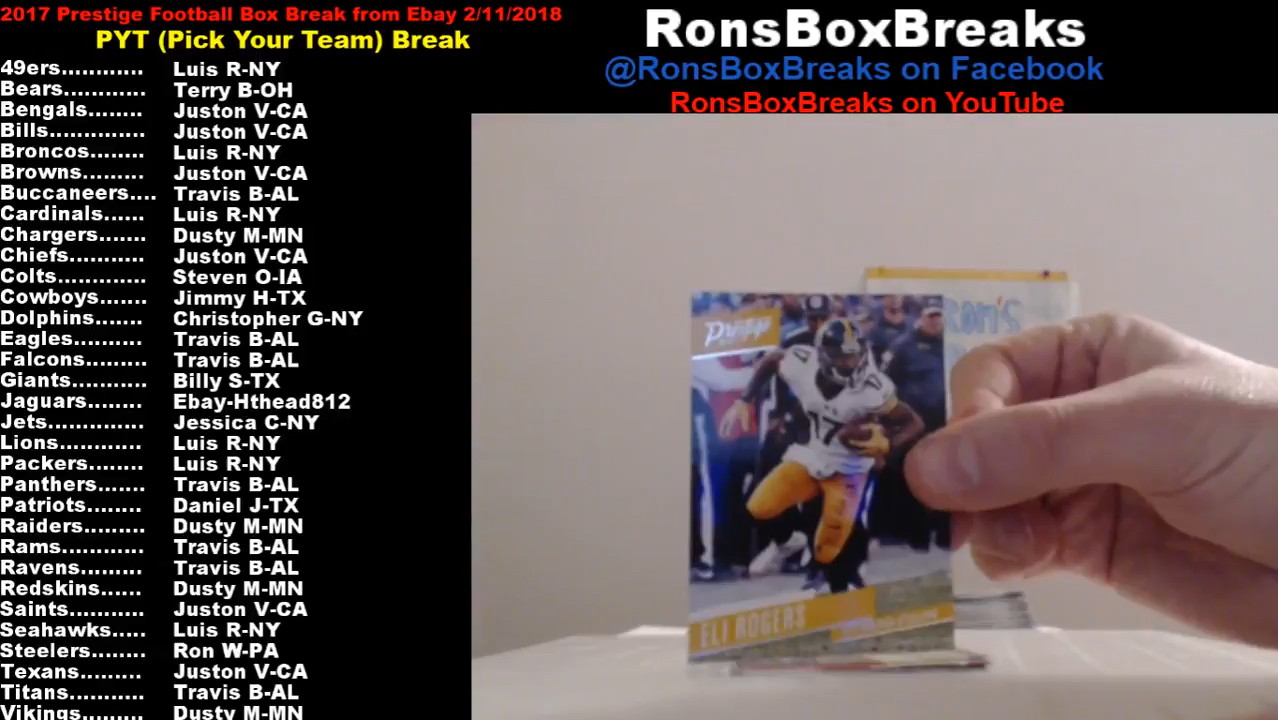 2017 Prestige Football Box Break from Ebay 2/11/2018
PYT (Pick Your Team) Break
49ers............ Luis R-NY
Bears............ Terry B-OH
Bengals........ Juston V-CA
Bills.............. Juston V-CA
Broncos........ Luis R-NY
Browns......... Juston V-CA
Buccaneers.... Travis B-AL
Cardinals...... Luis R-NY
Chargers....... Dusty M-MN
Chiefs........... Juston V-CA
Colts............. Steven O-IA
Cowboys....... Jimmy H-TX
Dolphins....... Christopher G-NY
Eagles.......... Travis B-AL
Falcons......... Travis B-AL
Giants........... Billy S-TX
Jaguars........ Ebay-Hthead812
Jets.............. Jessica C-NY
Lions............ Luis R-NY
Packers........ Luis R-NY
Panthers....... Travis B-AL
Patriots........ Daniel J-TX
Raiders......... Dusty M-MN
Rams............ Travis B-AL
Ravens......... Travis B-AL
Redskins...... Dusty M-MN
Saints........... Juston V-CA
Seahawks..... Luis R-NY
Steelers........ Ron W-PA
Texans......... Juston V-CA
Titans........... Travis B-AL
Vikings......... Dusty M-MN
RonsBoxBreaks
@RonsBoxBreaks on Facebook
RonsBoxBreaks on YouTube
RON'S
17
17
ELI ROGERS